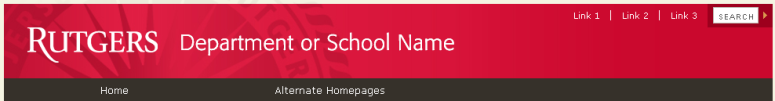 Link 1 | Link 2 | Link 3 SEARCH
RUTGERS Department or School Name
Home Alternate Homepages